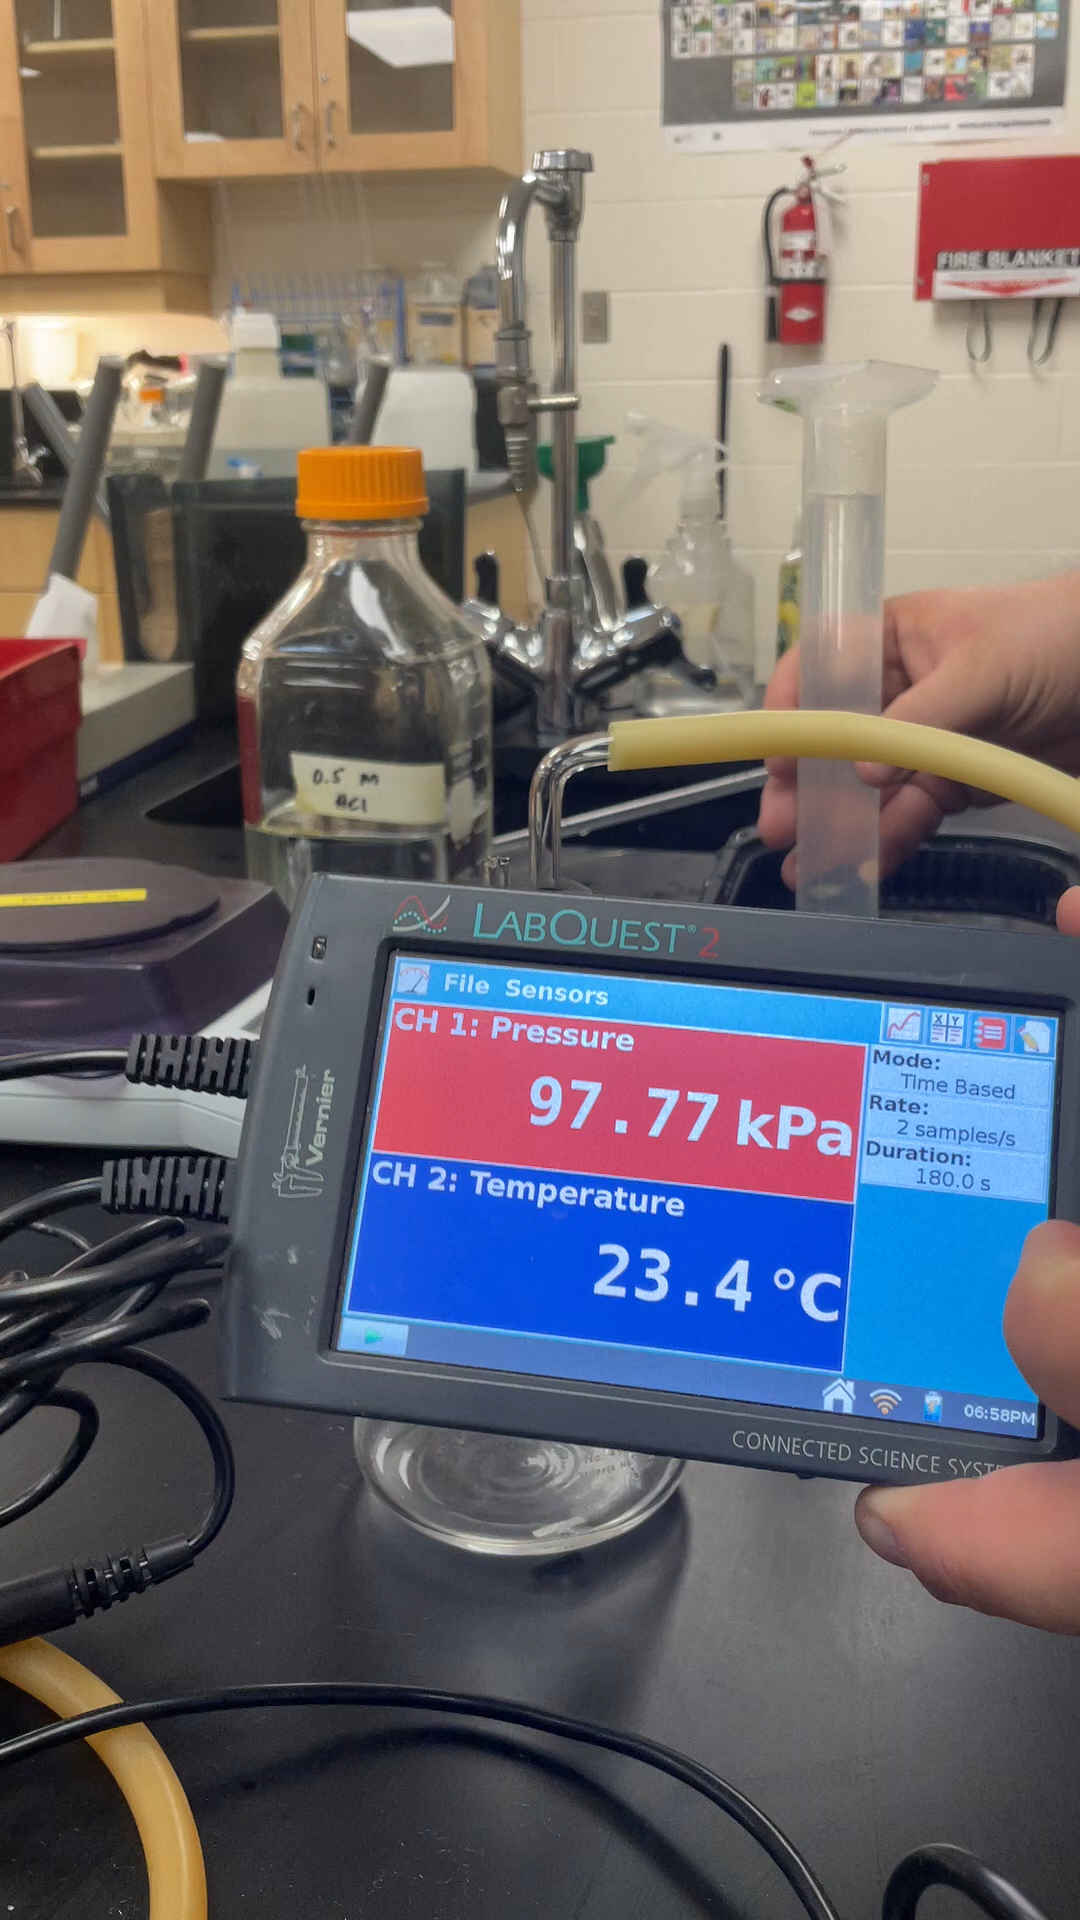 FIRE BLANKET
0.5 M
HCl
LABQUEST® 2
File Sensors
CH 1: Pressure
97.77 kPa
CH 2: Temperature
23.4 °C
X Y
Mode:
Time Based
Rate:
2 samples/s
Duration:
180.0 s
06:58PM
Vernier
CONNECTED SCIENCE SYSTE